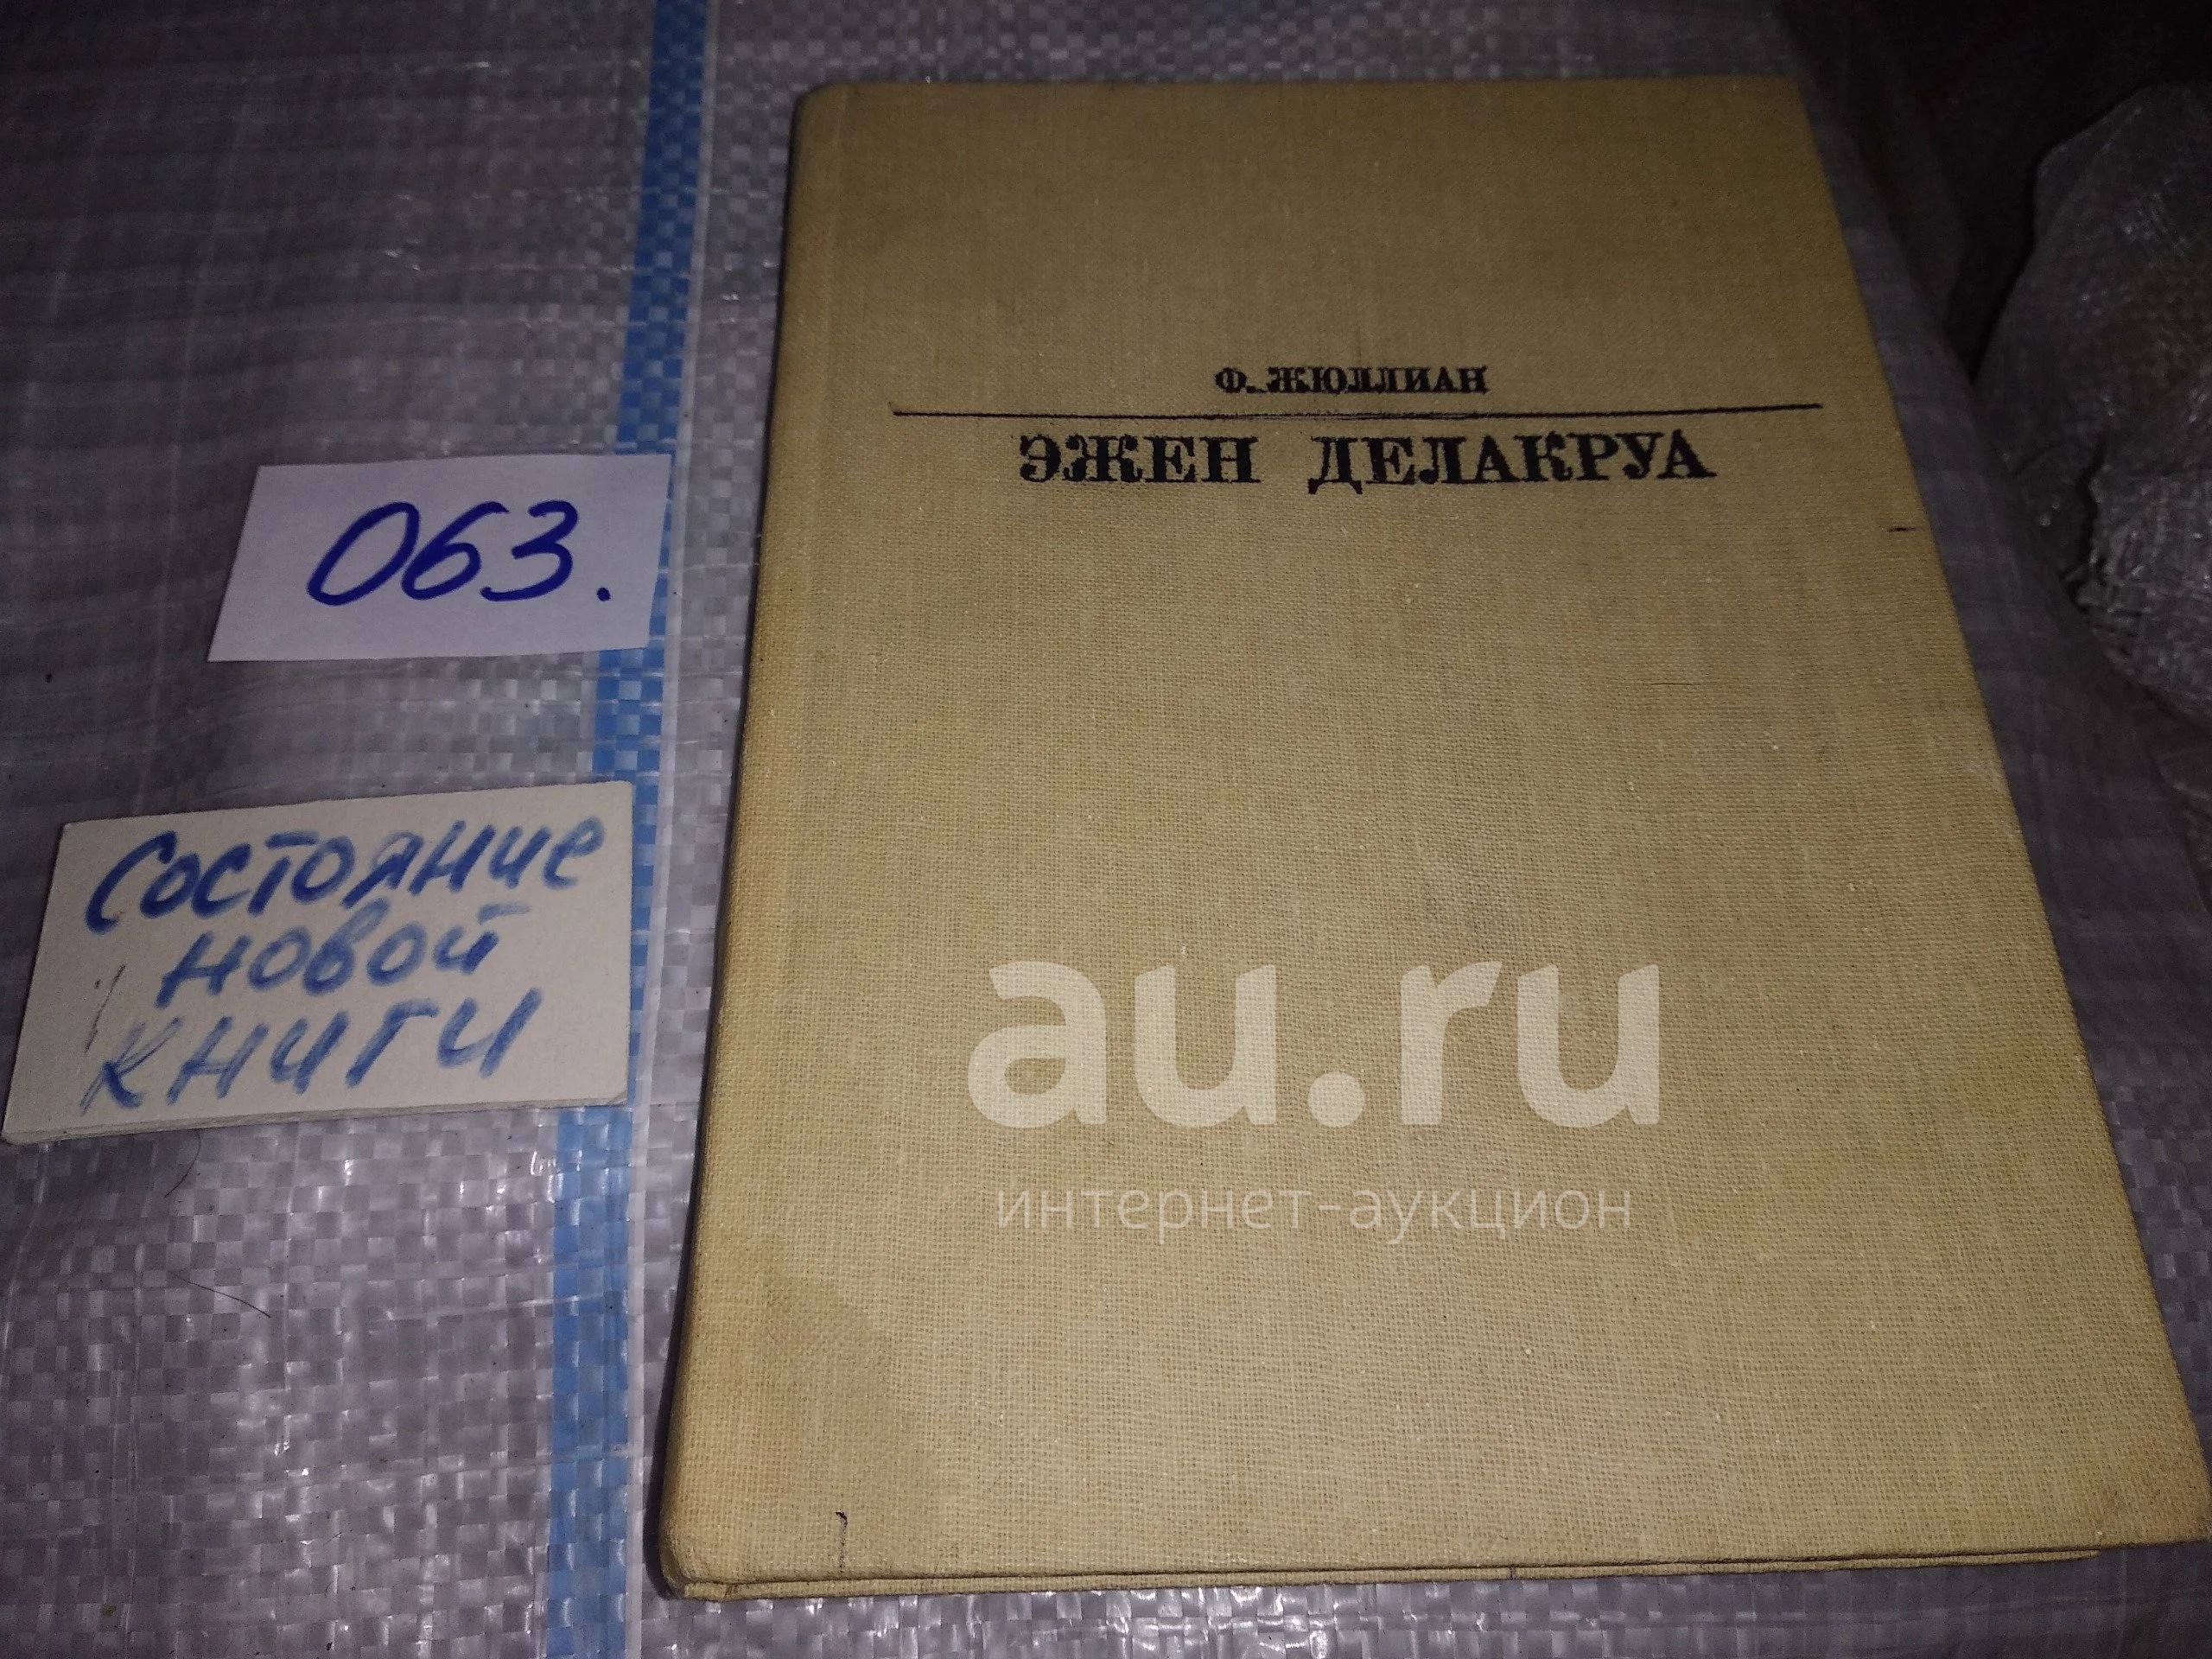 Ф. ЖЮЛЛИАН
ЭЖЕН ДЕЛАКРУА
063.
Состояние
новой
книги
au.ru
интернет-аукцион